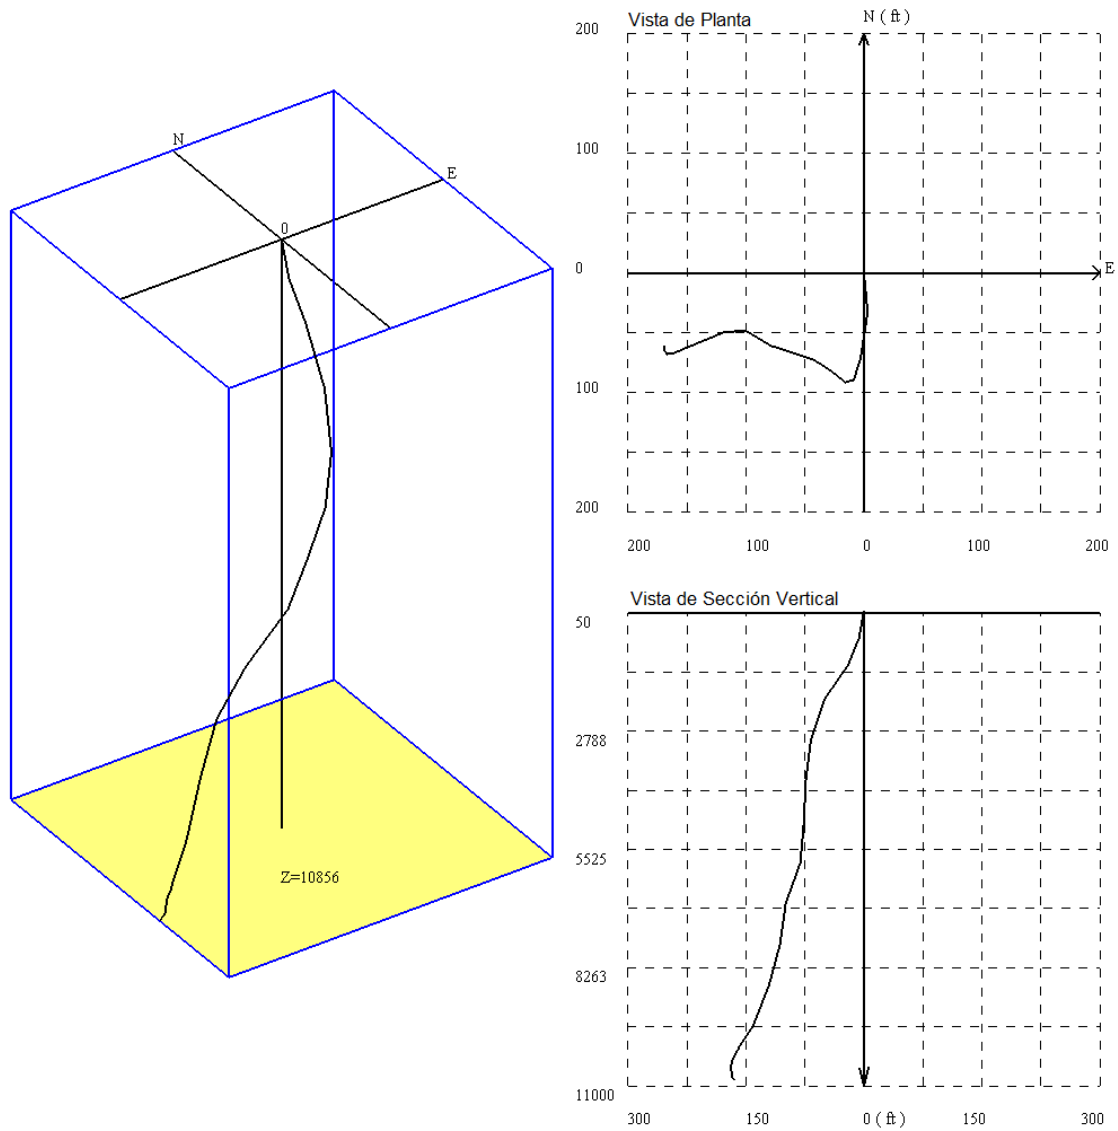 N
E
0
Z=10856
Vista de Planta
N ( ft )
200
100
0
E
100
200
200 100 0 100 200
Vista de Sección Vertical
50
2788
5525
8263
11000
300 150 0 ( ft ) 150 300